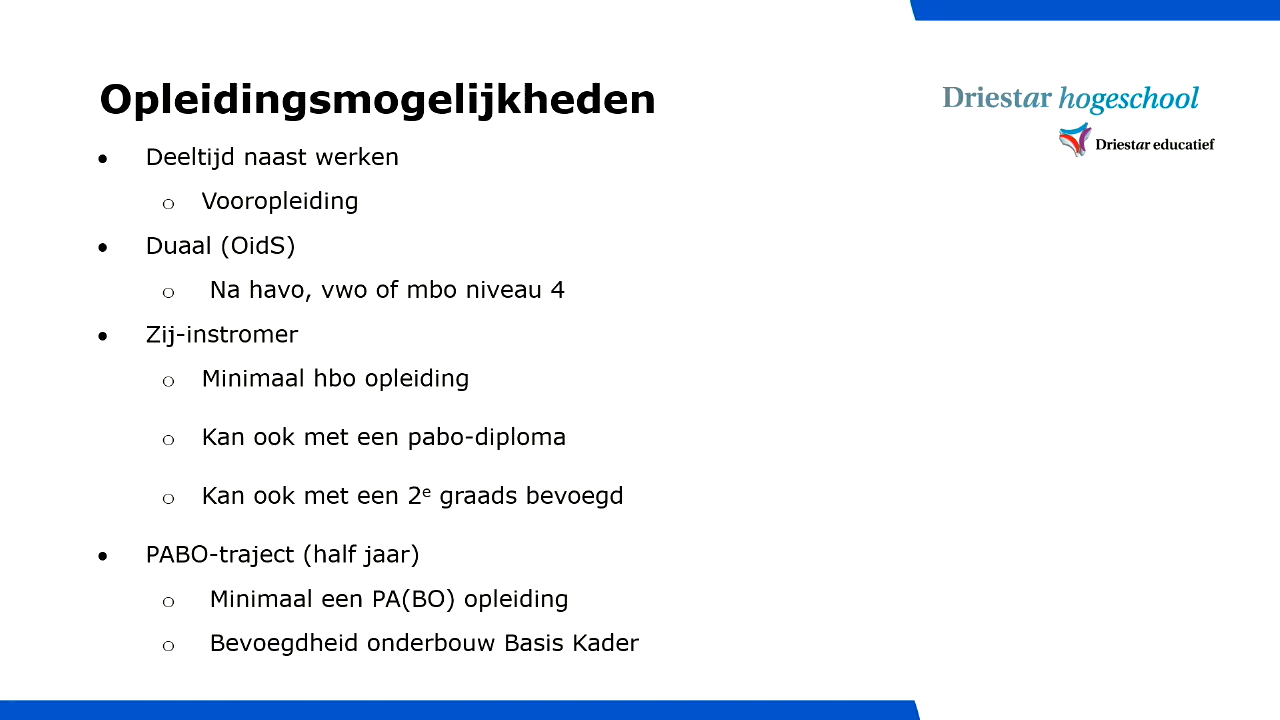 Opleidingsmogelijkheden
Driestar hogeschool
Driestar educatief
• Deeltijd naast werken
o Vooropleiding
• Duaal (OidS)
o Na havo, vwo of mbo niveau 4
• Zij-instromer
o Minimaal hbo opleiding
o Kan ook met een pabo-diploma
o Kan ook met een 2e graads bevoegd
• PABO-traject (half jaar)
o Minimaal een PA(BO) opleiding
o Bevoegdheid onderbouw Basis Kader